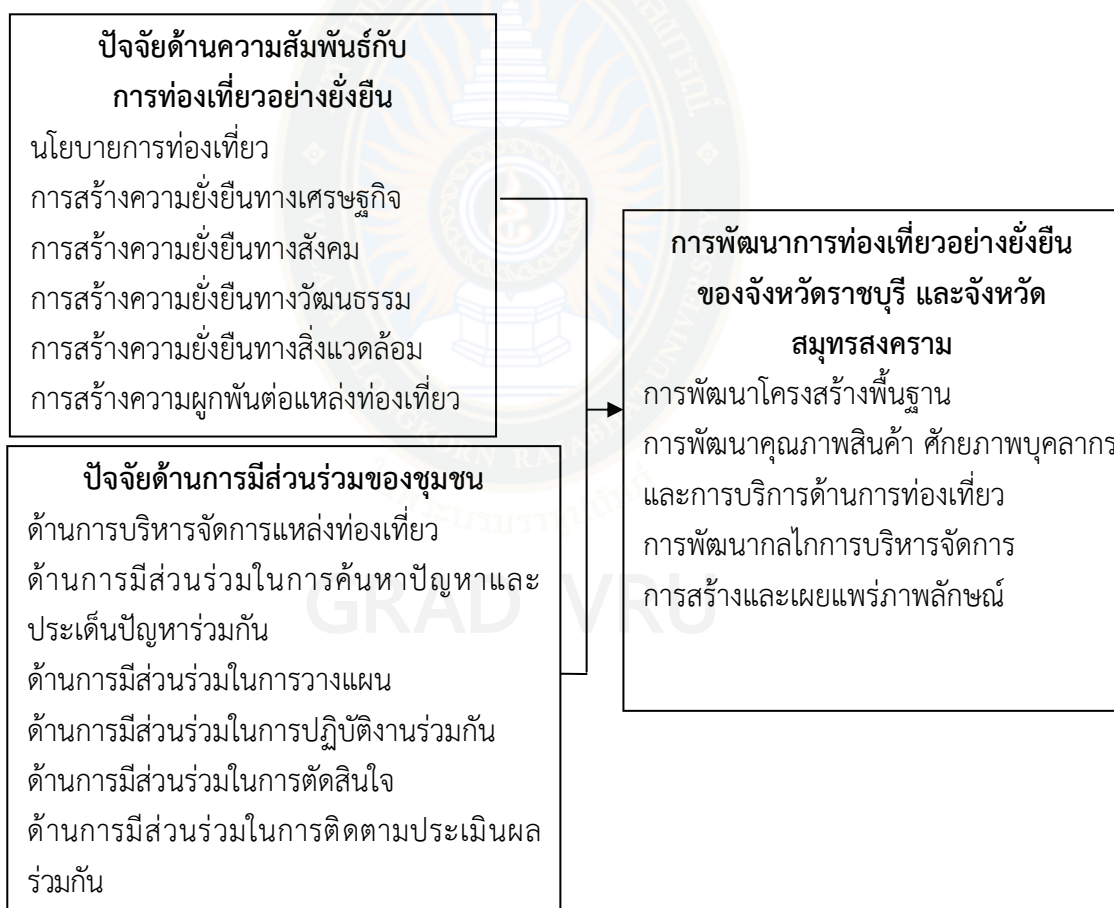 ปัจจัยด้านความสัมพันธ์กับ
การท่องเที่ยวอย่างยั่งยืน
นโยบายการท่องเที่ยว
การสร้างความยั่งยืนทางเศรษฐกิจ
การสร้างความยั่งยืนทางสังคม
การสร้างความยั่งยืนทางวัฒนธรรม
การสร้างความยั่งยืนทางสิ่งแวดล้อม
การสร้างความผูกพันต่อแหล่งท่องเที่ยว
ปัจจัยด้านการมีส่วนร่วมของชุมชน
ด้านการบริหารจัดการแหล่งท่องเที่ยว
ด้านการมีส่วนร่วมในการค้นหาปัญหาและ
ประเด็นปัญหาร่วมกัน
ด้านการมีส่วนร่วมในการวางแผน
ด้านการมีส่วนร่วมในการปฏิบัติงานร่วมกัน
ด้านการมีส่วนร่วมในการตัดสินใจ
ด้านการมีส่วนร่วมในการติดตามประเมินผล
ร่วมกัน
การพัฒนาการท่องเที่ยวอย่างยั่งยืน
ของจังหวัดราชบุรี และจังหวัด
สมุทรสงคราม
การพัฒนาโครงสร้างพื้นฐาน
การพัฒนาคุณภาพสินค้า ศักยภาพบุคลากร
และการบริการด้านการท่องเที่ยว
การพัฒนากลไกการบริหารจัดการ
การสร้างและเผยแพร่ภาพลักษณ์
GRAD VRU